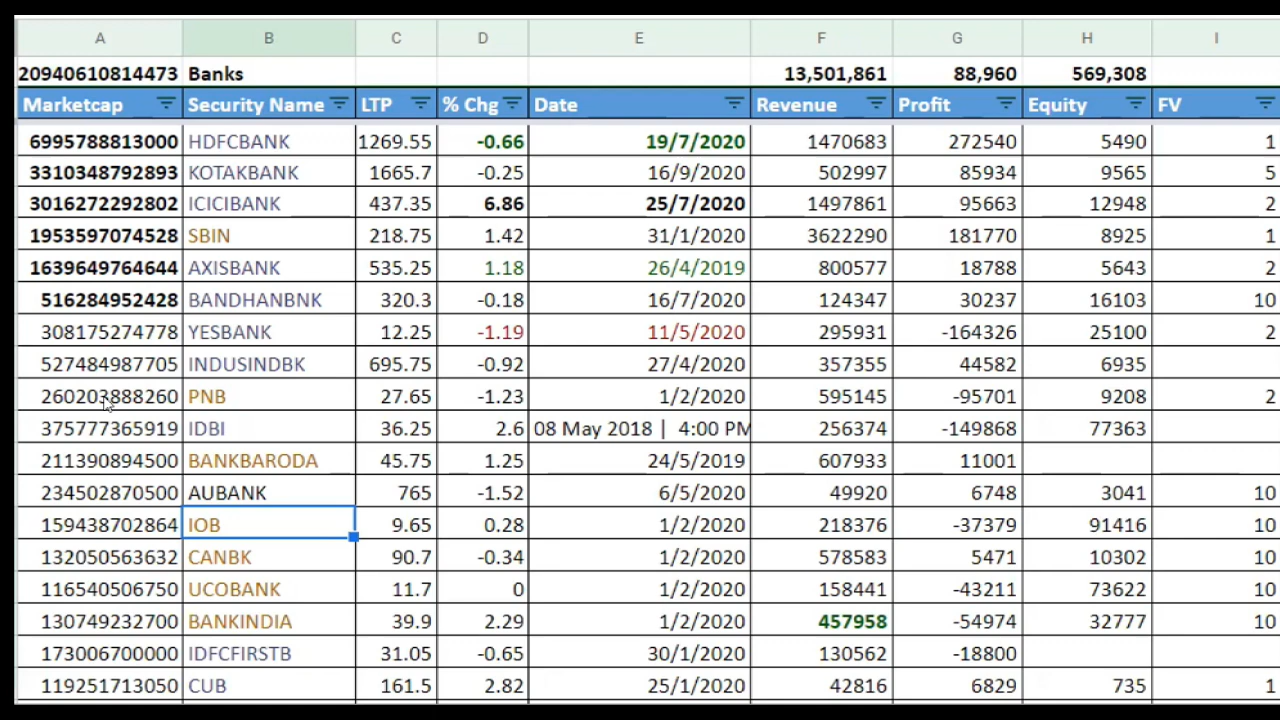 A B C D E F G H I
20940610814473 Banks 13,501,861 88,960 569,308
Marketcap Security Name LTP % Chg Date Revenue Profit Equity FV
6995788813000 HDFCBANK 1269.55 -0.66 19/7/2020 1470683 272540 5490 1
3310348792893 KOTAKBANK 1665.7 -0.25 16/9/2020 502997 85934 9565 5
3016272292802 ICICIBANK 437.35 6.86 25/7/2020 1497861 95663 12948 2
1953597074528 SBIN 218.75 1.42 31/1/2020 3622290 181770 8925 1
1639649764644 AXISBANK 535.25 1.18 26/4/2019 800577 18788 5643 2
516284952428 BANDHANBNK 320.3 -0.18 16/7/2020 124347 30237 16103 10
308175274778 YESBANK 12.25 -1.19 11/5/2020 295931 -164326 25100 2
527484987705 INDUSINDBK 695.75 -0.92 27/4/2020 357355 44582 6935
260203888260 PNB 27.65 -1.23 1/2/2020 595145 -95701 9208 2
375777365919 IDBI 36.25 2.6 08 May 2018 | 4:00 PM 256374 -149868 77363
211390894500 BANKBARODA 45.75 1.25 24/5/2019 607933 11001
234502870500 AUBANK 765 -1.52 6/5/2020 49920 6748 3041 10
159438702864 IOB 9.65 0.28 1/2/2020 218376 -37379 91416 10
132050563632 CANBK 90.7 -0.34 1/2/2020 578583 5471 10302 10
116540506750 UCOBANK 11.7 0 1/2/2020 158441 -43211 73622 10
130749232700 BANKINDIA 39.9 2.29 1/2/2020 457958 -54974 32777 10
173006700000 IDFCFIRSTB 31.05 -0.65 30/1/2020 130562 -18800
119251713050 CUB 161.5 2.82 25/1/2020 42816 6829 735 1